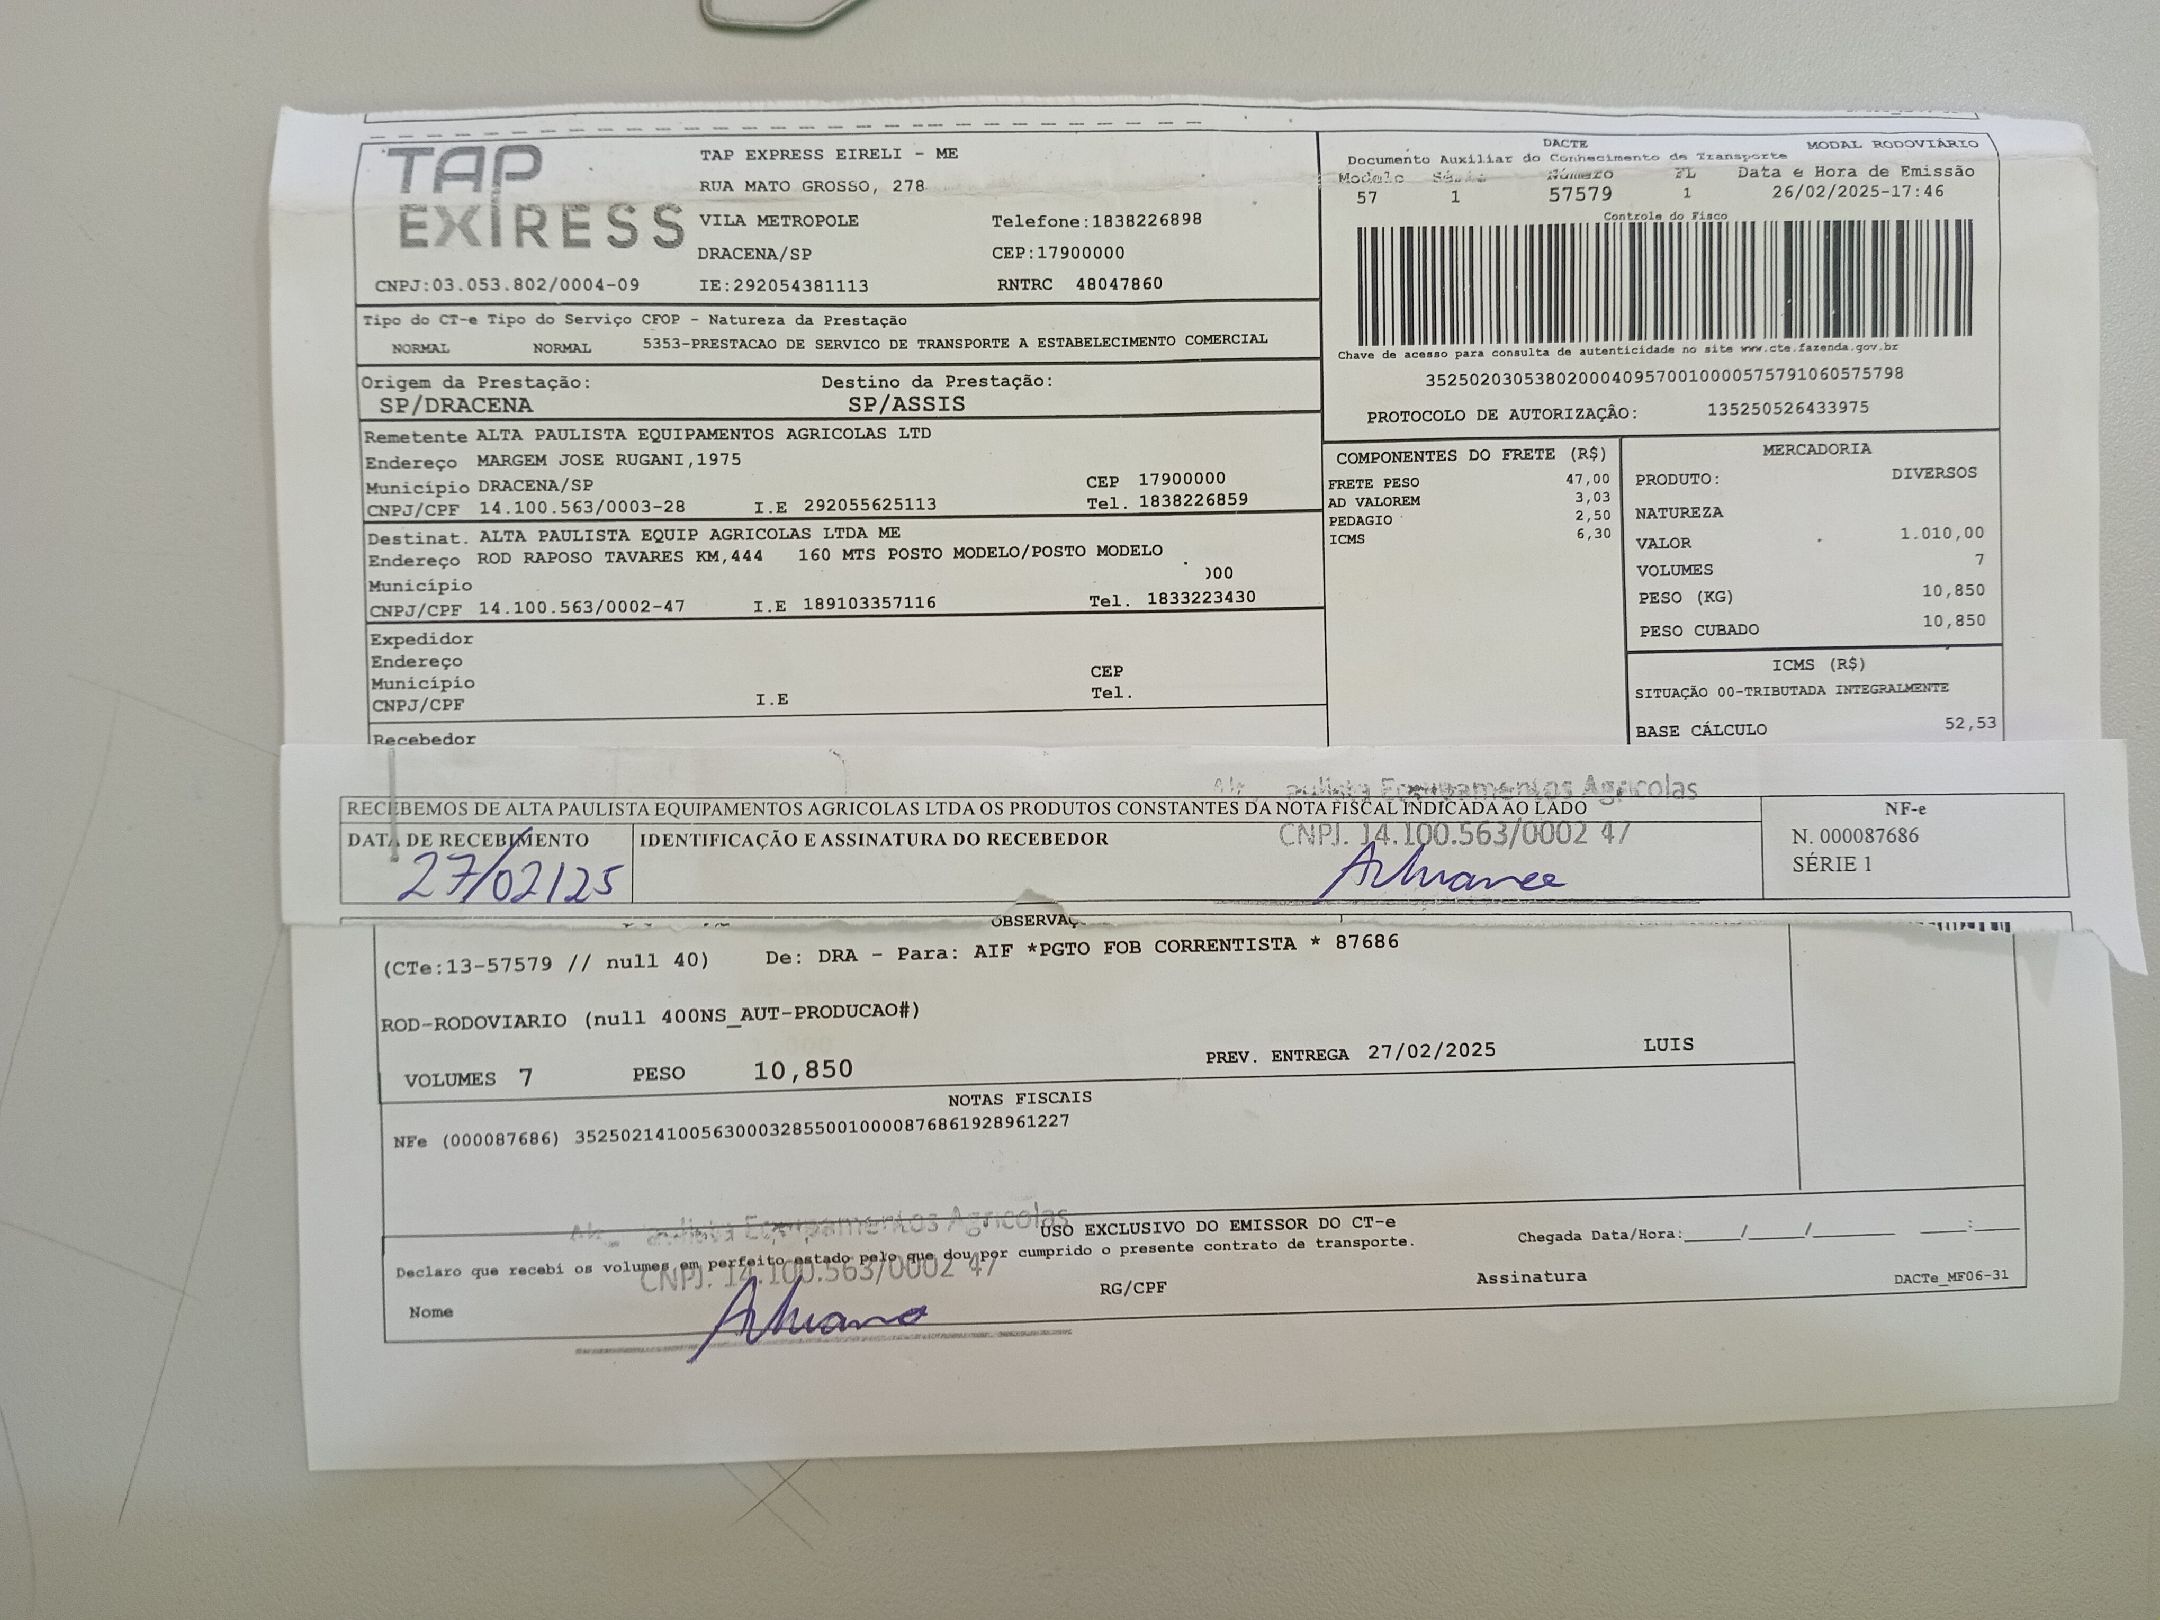 TAP
EXPRESS
TAP EXPRESS EIRELI - ME
RUA MATO GROSSO, 278
VILA METROPOLE Telefone:1838226898
DRACENA/SP CEP:17900000
CNPJ:03.053.802/0004-09 IE:292054381113 RNTRC 48047860
DACTE MODAL RODOVIÁRIO
Documento Auxiliar do Conhecimento de Transporte
Modelo Série Número FL Data e Hora de Emissão
57 1 57579 1 26/02/2025-17:46
Controle do Fisco
Chave de acesso para consulta de autenticidade no site www.cte.fazenda.gov.br
35250203053802000409570010000575791060575798
PROTOCOLO DE AUTORIZAÇÃO: 135250526433975
Tipo do CT-e Tipo do Serviço CFOP - Natureza da Prestação
NORMAL NORMAL 5353-PRESTACAO DE SERVICO DE TRANSPORTE A ESTABELECIMENTO COMERCIAL
Origem da Prestação: Destino da Prestação:
SP/DRACENA SP/ASSIS
Remetente ALTA PAULISTA EQUIPAMENTOS AGRICOLAS LTD
Endereço MARGEM JOSE RUGANI,1975
Município DRACENA/SP CEP 17900000
CNPJ/CPF 14.100.563/0003-28 I.E 292055625113 Tel. 1838226859
Destinat. ALTA PAULISTA EQUIP AGRICOLAS LTDA ME
Endereço ROD RAPOSO TAVARES KM,444 160 MTS POSTO MODELO/POSTO MODELO
Município 000
CNPJ/CPF 14.100.563/0002-47 I.E 189103357116 Tel. 1833223430
Expedidor
Endereço
Município CEP
CNPJ/CPF I.E Tel.
Recebedor
COMPONENTES DO FRETE (R$)
FRETE PESO 47,00
AD VALOREM 3,03
PEDAGIO 2,50
ICMS 6,30
MERCADORIA
PRODUTO: DIVERSOS
NATUREZA
VALOR 1.010,00
VOLUMES 7
PESO (KG) 10,850
PESO CUBADO 10,850
ICMS (R$)
SITUAÇÃO 00-TRIBUTADA INTEGRALMENTE
BASE CÁLCULO 52,53
Equipamentos Agricolas
RECEBEMOS DE ALTA PAULISTA EQUIPAMENTOS AGRICOLAS LTDA OS PRODUTOS CONSTANTES DA NOTA FISCAL INDICADA AO LADO
DATA DE RECEBIMENTO IDENTIFICAÇÃO E ASSINATURA DO RECEBEDOR
CNPJ. 14.100.563/0002 47
27/02/25
NF-e
N. 000087686
SÉRIE 1
OBSERVAÇ
(CTe:13-57579 // null 40) De: DRA - Para: AIF *PGTO FOB CORRENTISTA * 87686
ROD-RODOVIARIO (null 400NS_AUT-PRODUCAO#)
VOLUMES 7 PESO 10,850 PREV. ENTREGA 27/02/2025 LUIS
NOTAS FISCAIS
NFe (000087686) 35250214100563000328550010000876861928961227
Equipamentos Agricolas
USO EXCLUSIVO DO EMISSOR DO CT-e
Declaro que recebi os volumes em perfeito estado pelo que dou por cumprido o presente contrato de transporte.
CNPJ. 14.100.563/0002 47
Chegada Data/Hora:_____/_____/_______ ____:____
Nome RG/CPF Assinatura DACTe_MF06-31